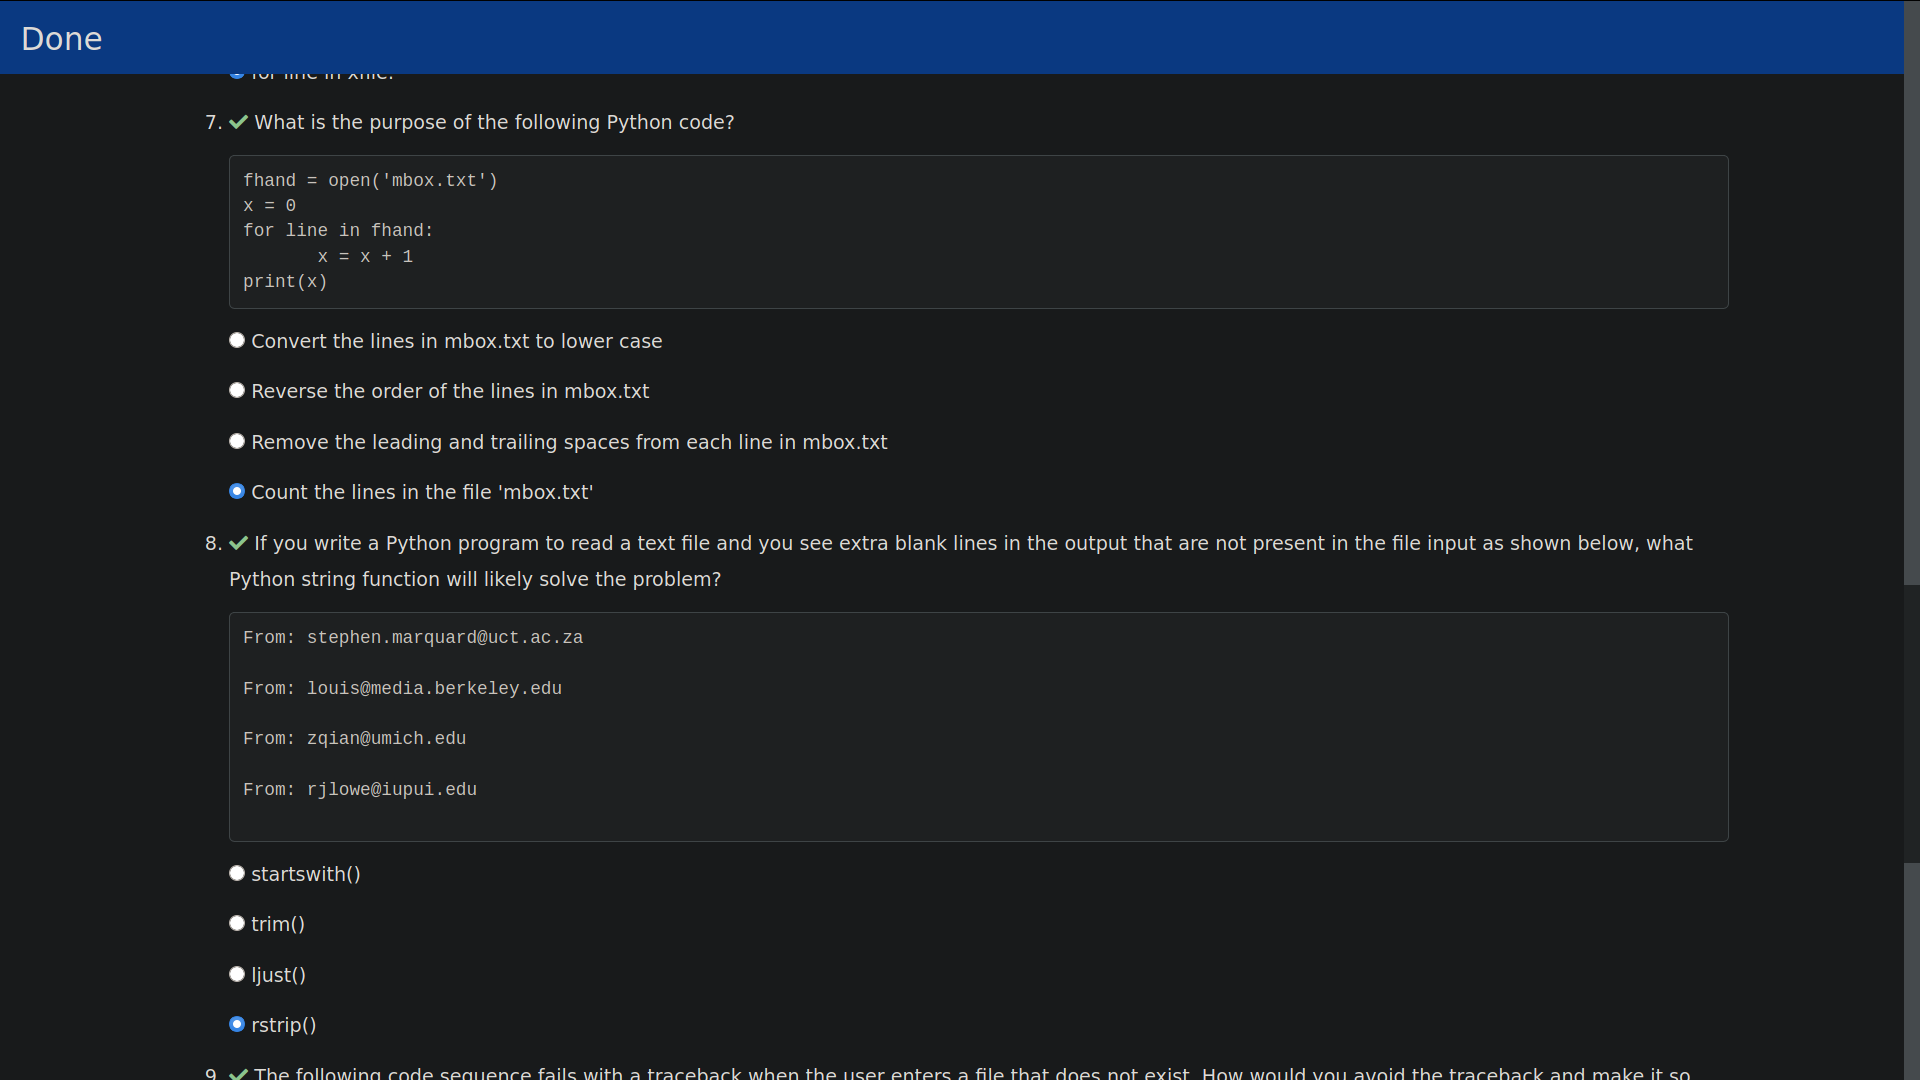 Done
for line in xfile:
7. What is the purpose of the following Python code?
fhand = open('mbox.txt')
x = 0
for line in fhand:
       x = x + 1
print(x)
Convert the lines in mbox.txt to lower case
Reverse the order of the lines in mbox.txt
Remove the leading and trailing spaces from each line in mbox.txt
Count the lines in the file 'mbox.txt'
8. If you write a Python program to read a text file and you see extra blank lines in the output that are not present in the file input as shown below, what
Python string function will likely solve the problem?
From: stephen.marquard@uct.ac.za
From: louis@media.berkeley.edu
From: zqian@umich.edu
From: rjlowe@iupui.edu
startswith()
trim()
ljust()
rstrip()
9. The following code sequence fails with a traceback when the user enters a file that does not exist. How would you avoid the traceback and make it so